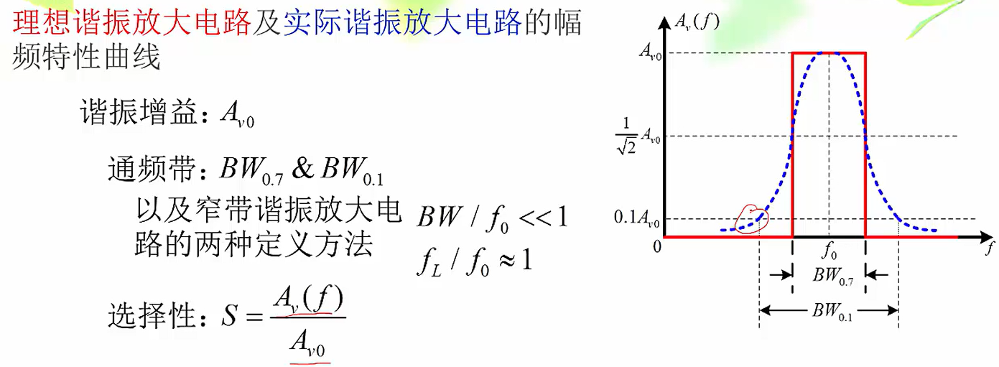 理想谐振放大电路及实际谐振放大电路的幅
频特性曲线
谐振增益: A_{v0}
通频带: BW_{0.7} & BW_{0.1}
以及窄带谐振放大电
路的两种定义方法
BW / f_0 << 1
f_L / f_0 ≈ 1
选择性: S = \frac{A_v(f)}{A_{v0}}
A_v(f)
A_{v0}
\frac{1}{\sqrt{2}} A_{v0}
0.1A_{v0}
0
f_0
f
BW_{0.7}
BW_{0.1}